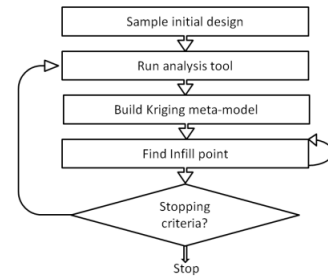 Sample initial design
Run analysis tool
Build Kriging meta-model
Find Infill point
Stopping
criteria?
Stop